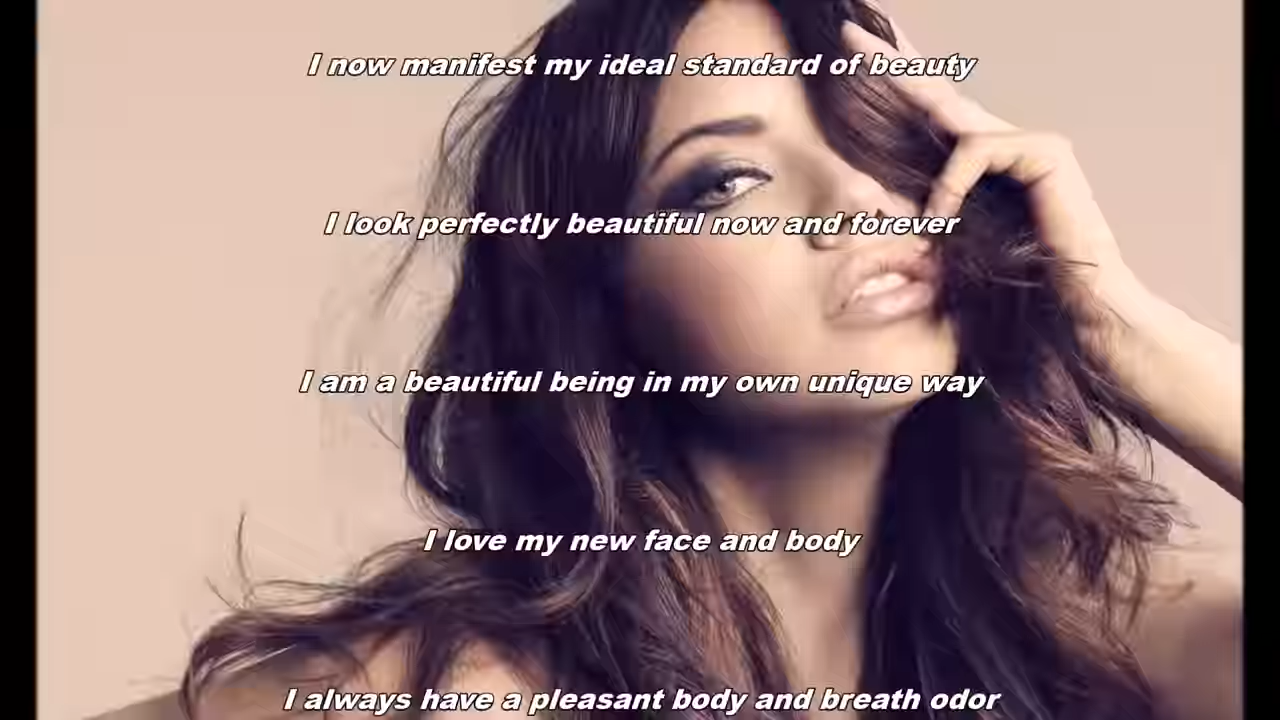 I now manifest my ideal standard of beauty
I look perfectly beautiful now and forever
I am a beautiful being in my own unique way
I love my new face and body
I always have a pleasant body and breath odor